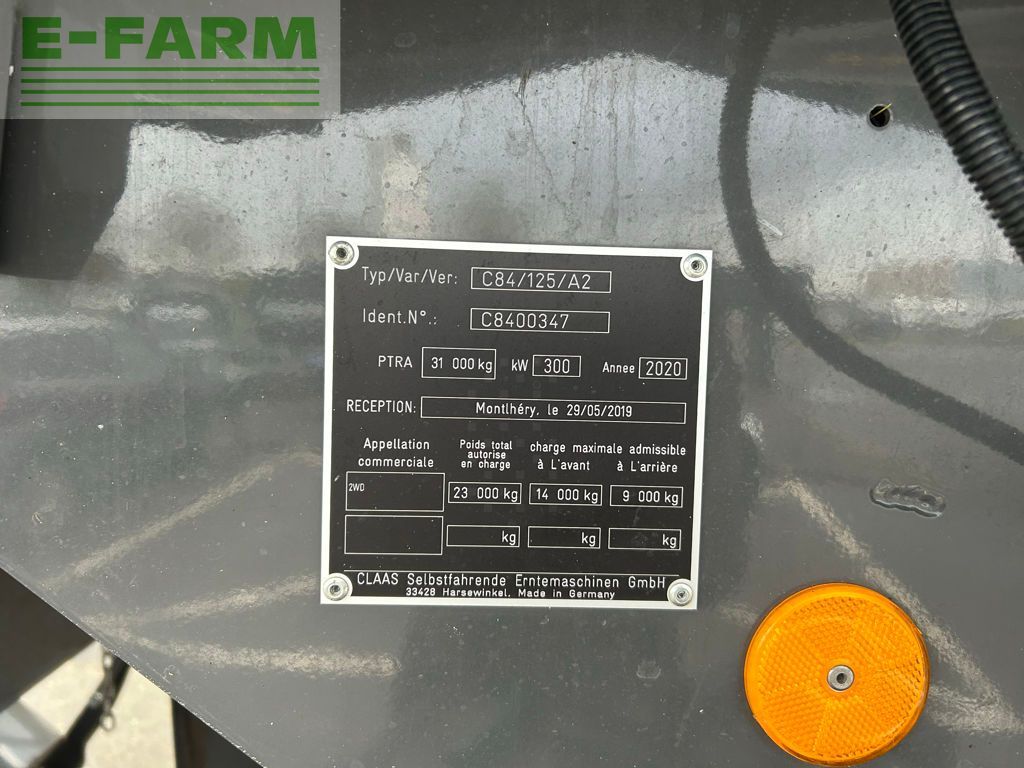 E-FARM
Typ/Var/Ver: C84/125/A2
Ident.N°.: C8400347
PTRA 31 000 kg kW 300 Annee 2020
RECEPTION: Montlhéry, le 29/05/2019
Appellation commerciale
Poids total autorise en charge
charge maximale admissible
à L'avant à L'arrière
2WD 23 000 kg 14 000 kg 9 000 kg
kg kg kg
CLAAS Selbstfahrende Erntemaschinen GmbH
33428 Harsewinkel, Made in Germany